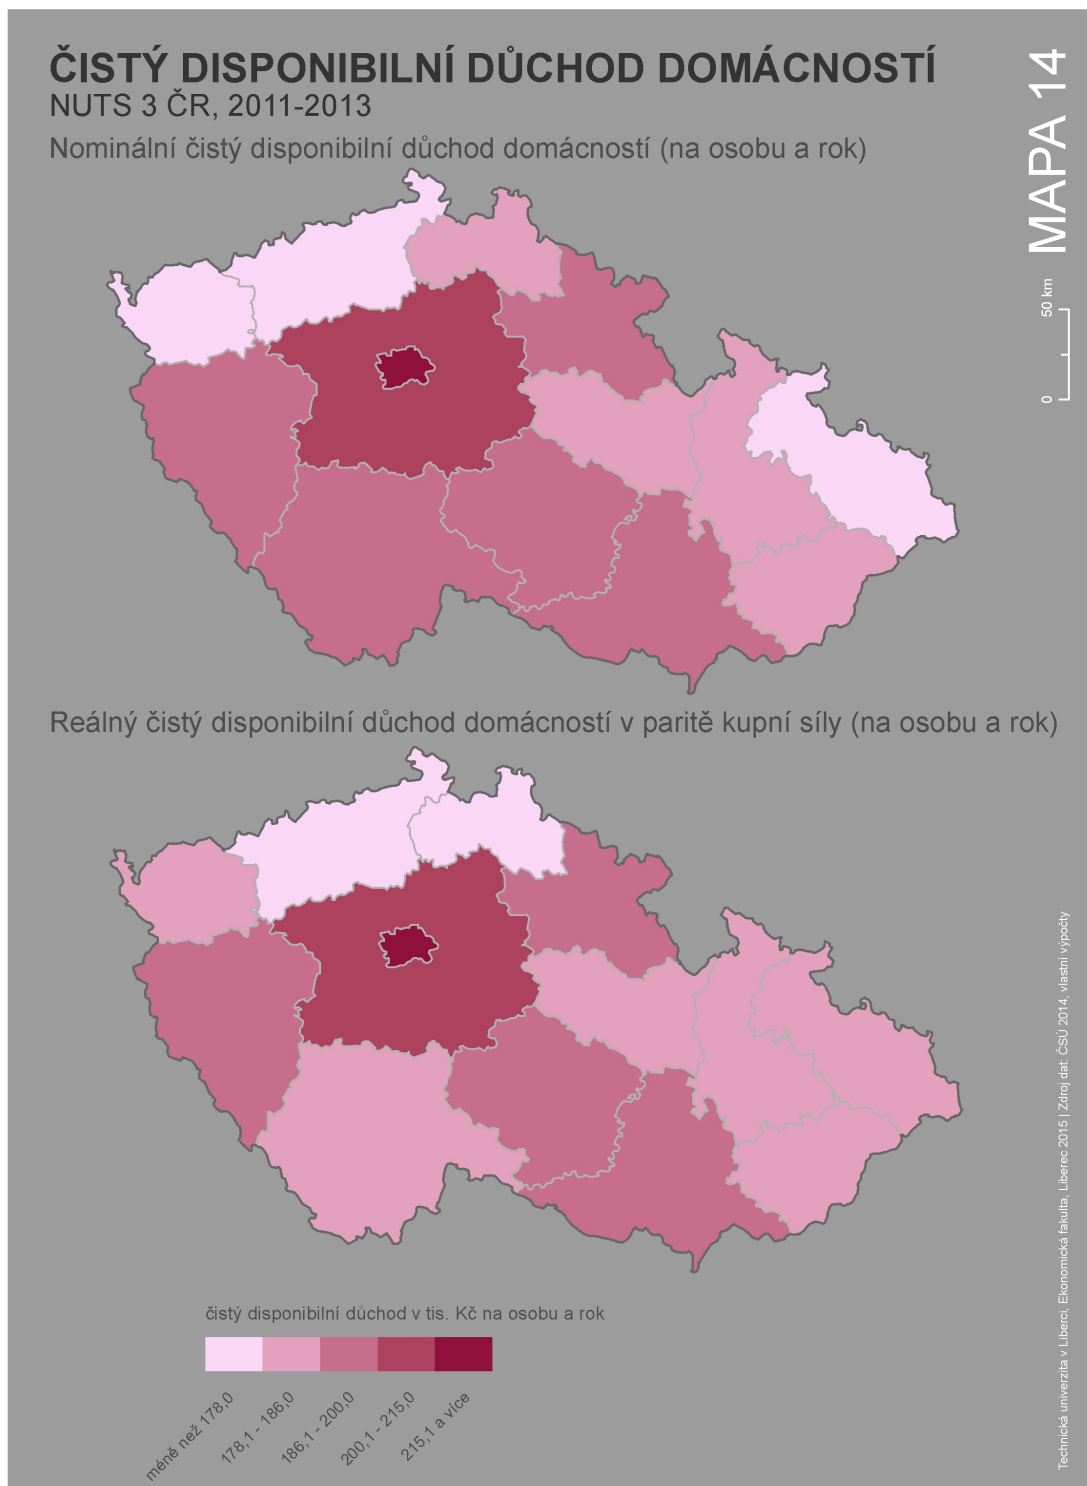 ČISTÝ DISPONIBILNÍ DŮCHOD DOMÁCNOSTÍ
NUTS 3 ČR, 2011-2013
Nominální čistý disponibilní důchod domácností (na osobu a rok)
MAPA 14
50 km
0
Reálný čistý disponibilní důchod domácností v paritě kupní síly (na osobu a rok)
čistý disponibilní důchod v tis. Kč na osobu a rok
méně než 178,0
178,1 - 186,0
186,1 - 200,0
200,1 - 215,0
215,1 a více
Technická univerzita v Liberci, Ekonomická fakulta, Liberec 2015 | Zdroj dat: ČSÚ 2014, vlastní výpočty